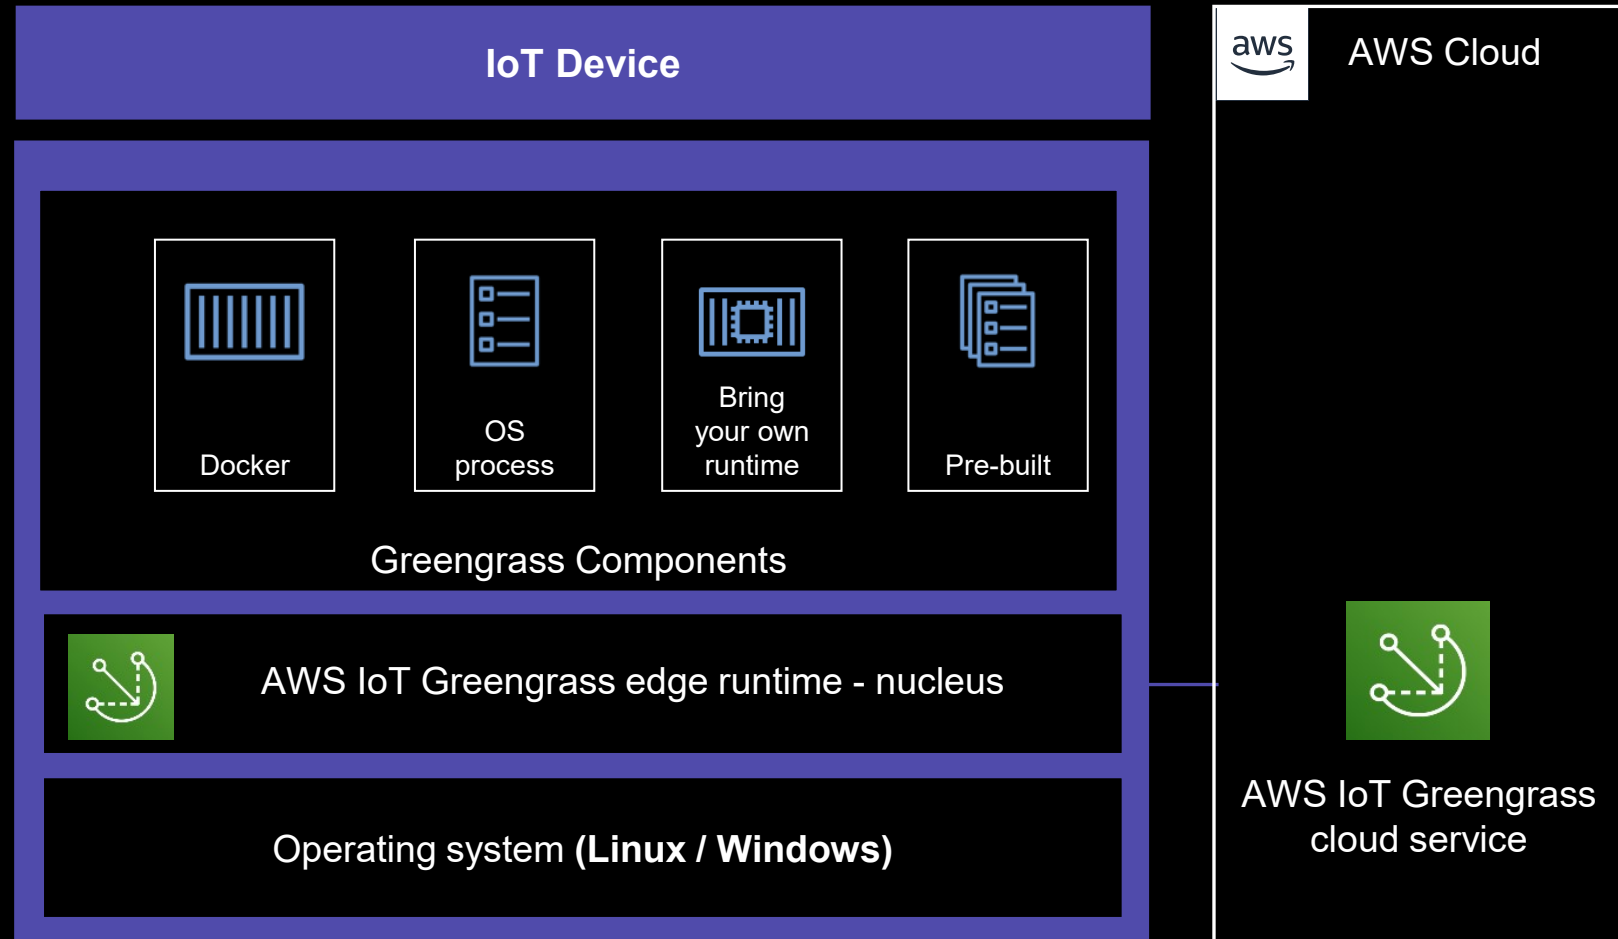 IoT Device
aws
AWS Cloud
Docker
OS
process
Bring
your own
runtime
Pre-built
Greengrass Components
AWS IoT Greengrass edge runtime - nucleus
Operating system (Linux / Windows)
AWS IoT Greengrass
cloud service